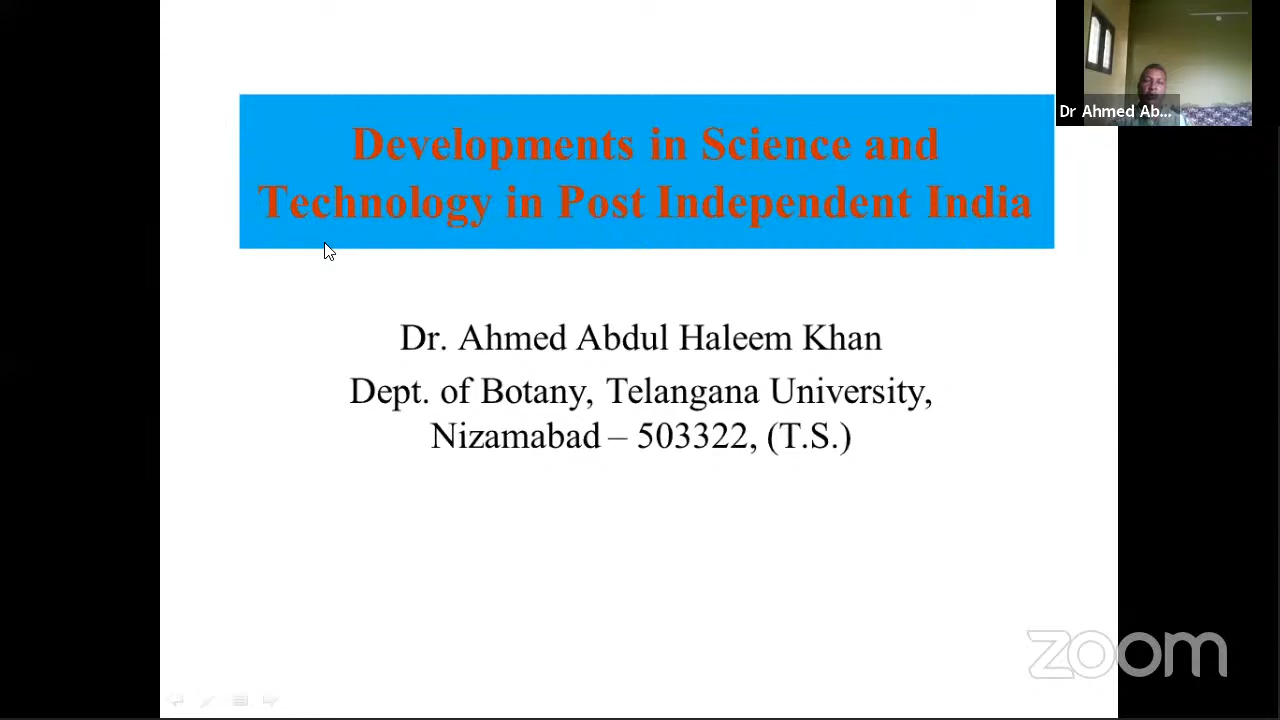 Developments in Science and
Technology in Post Independent India
Dr. Ahmed Abdul Haleem Khan
Dept. of Botany, Telangana University,
Nizamabad – 503322, (T.S.)
Dr Ahmed Ab...
zoom